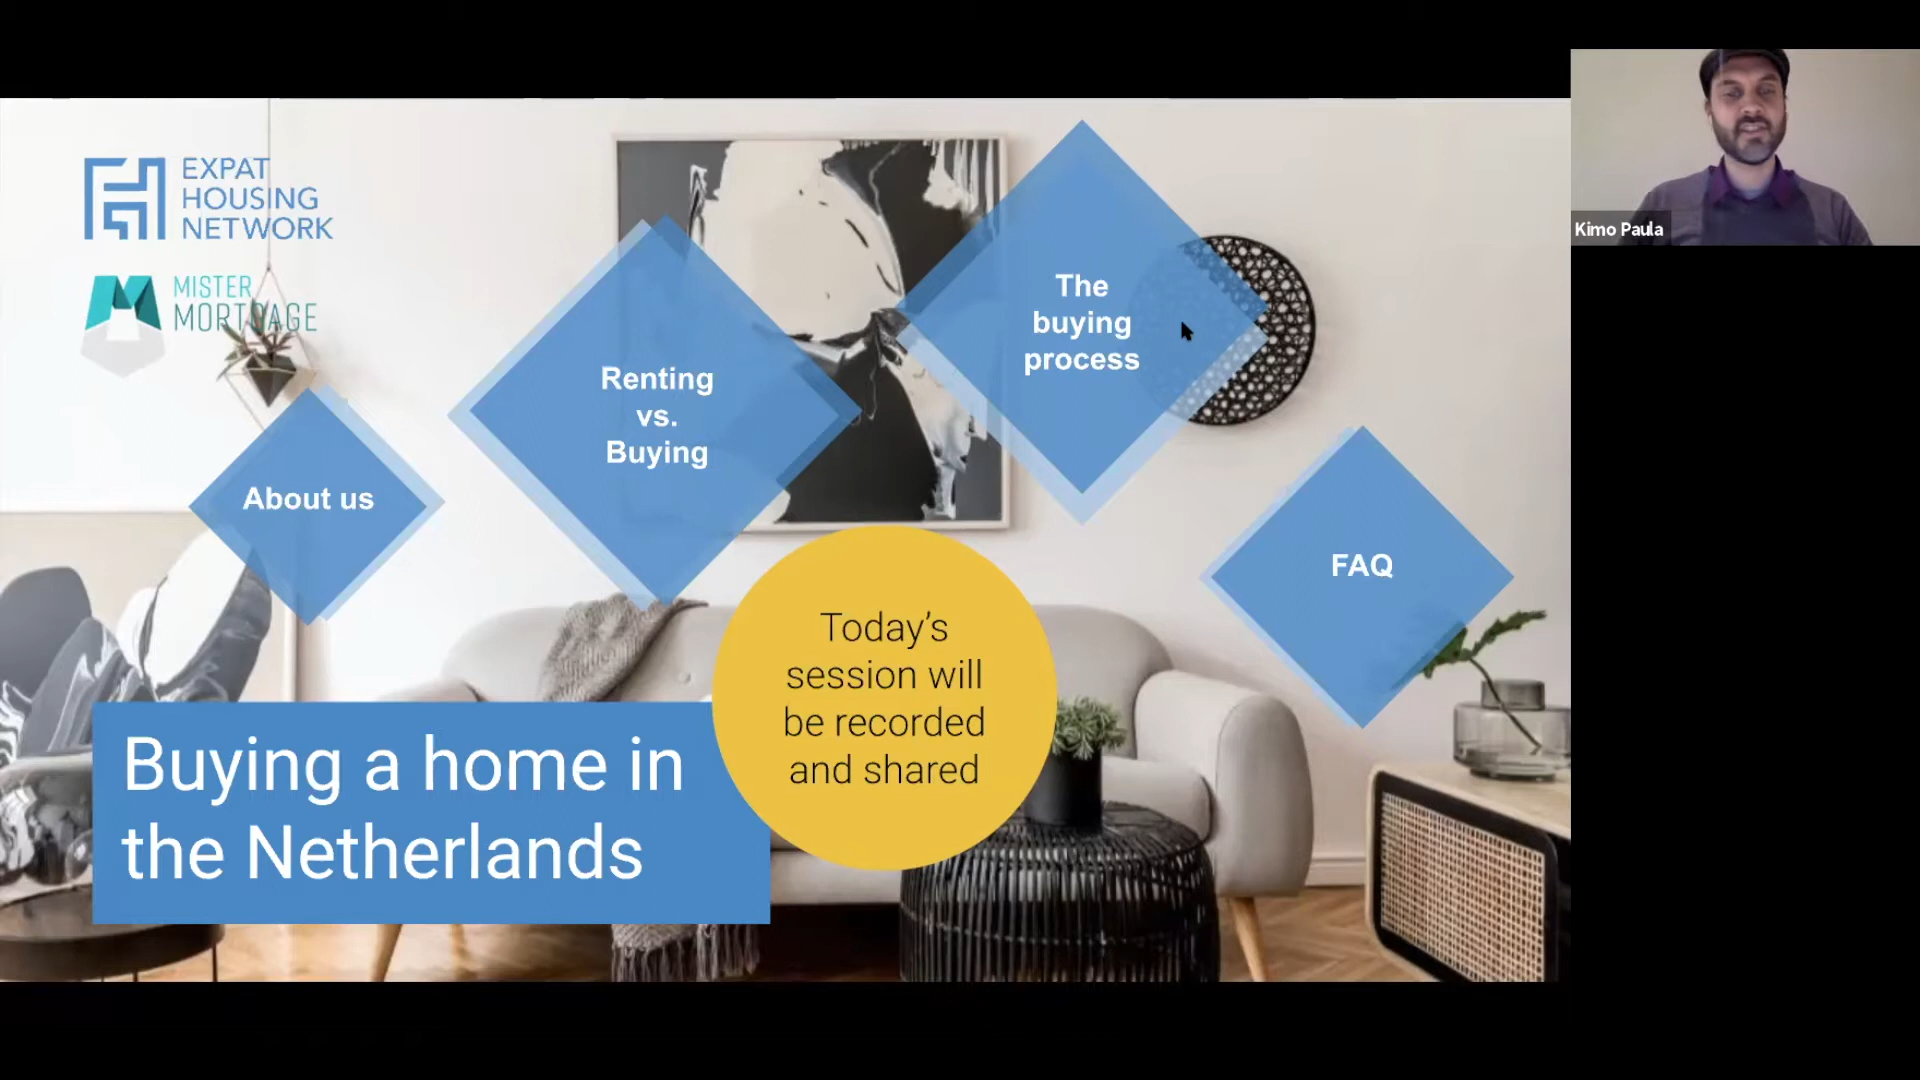 EXPAT
HOUSING
NETWORK
MISTER
MORTGAGE
About us
Renting
vs.
Buying
The
buying
process
FAQ
Today’s
session will
be recorded
and shared
Buying a home in
the Netherlands
Kimo Paula